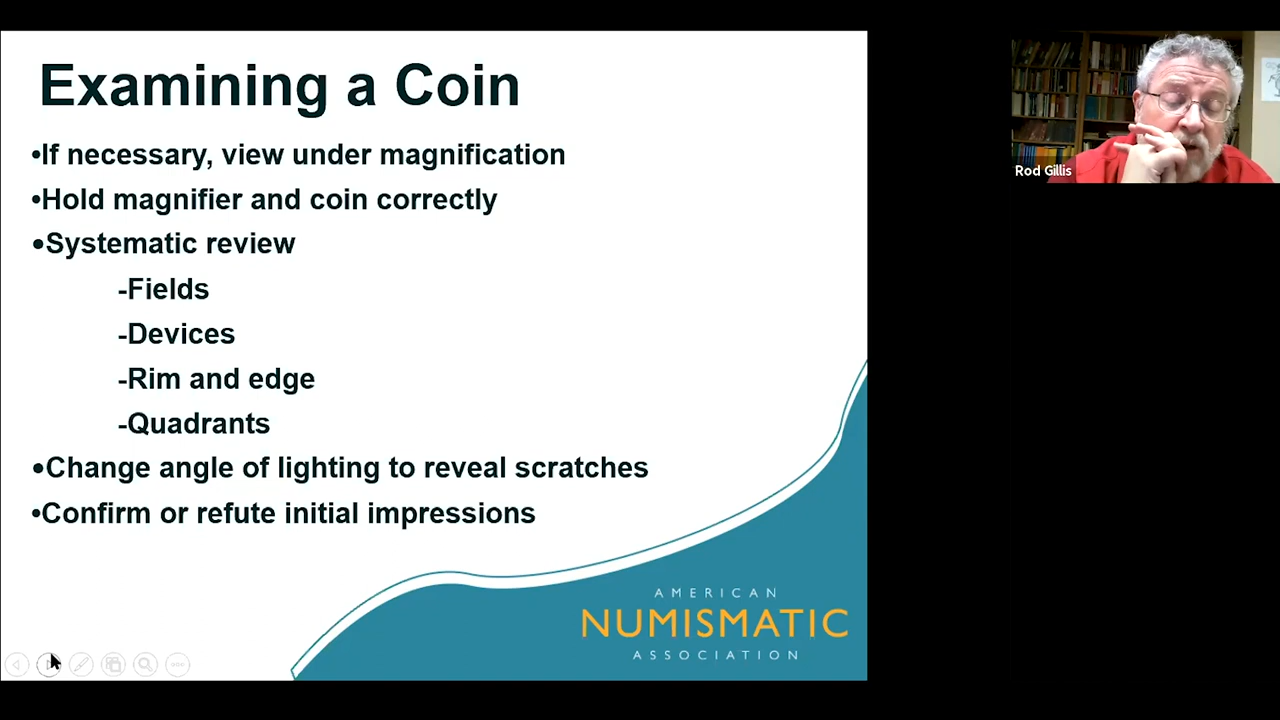 Examining a Coin
•If necessary, view under magnification
•Hold magnifier and coin correctly
•Systematic review
-Fields
-Devices
-Rim and edge
-Quadrants
•Change angle of lighting to reveal scratches
•Confirm or refute initial impressions
AMERICAN
NUMISMATIC
ASSOCIATION
Rod Gillis